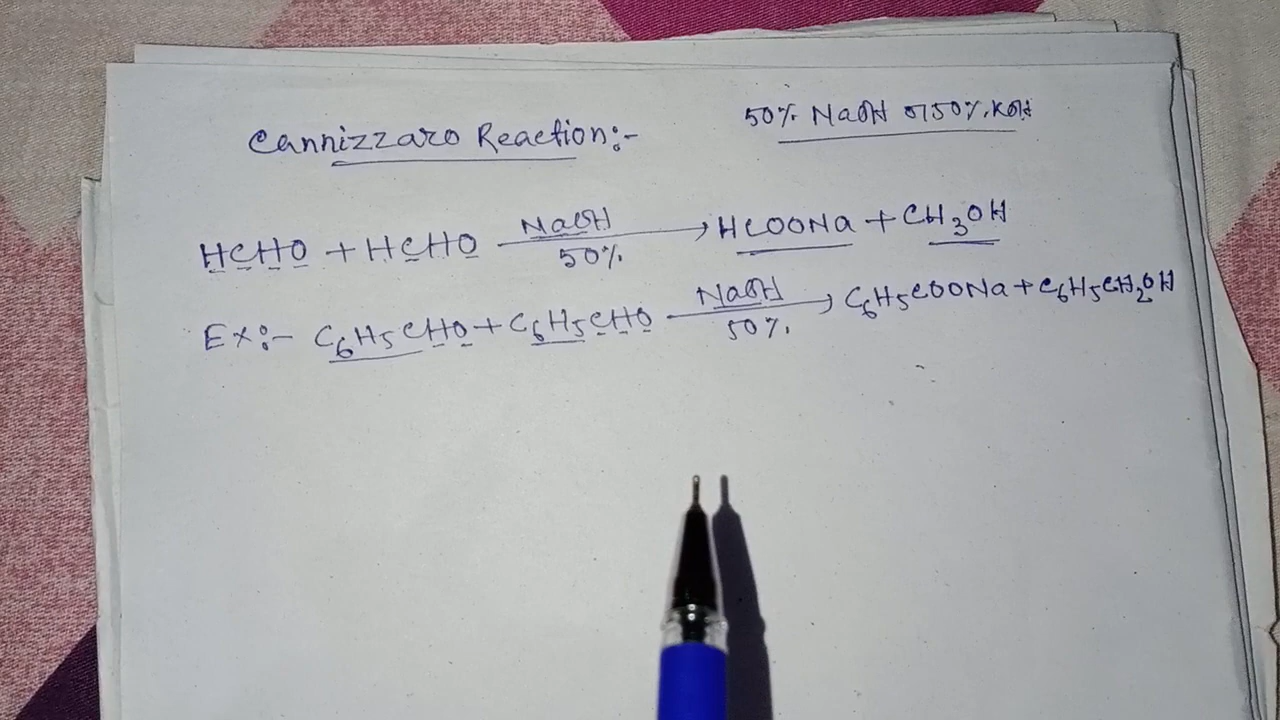 Cannizzaro Reaction:-
50% NaOH or 50% KOH
HCHO + HCHO NaOH 50% → HCOONa + CH3OH
Ex:- C6H5CHO + C6H5CHO NaOH 50% → C6H5COONa + C6H5CH2OH